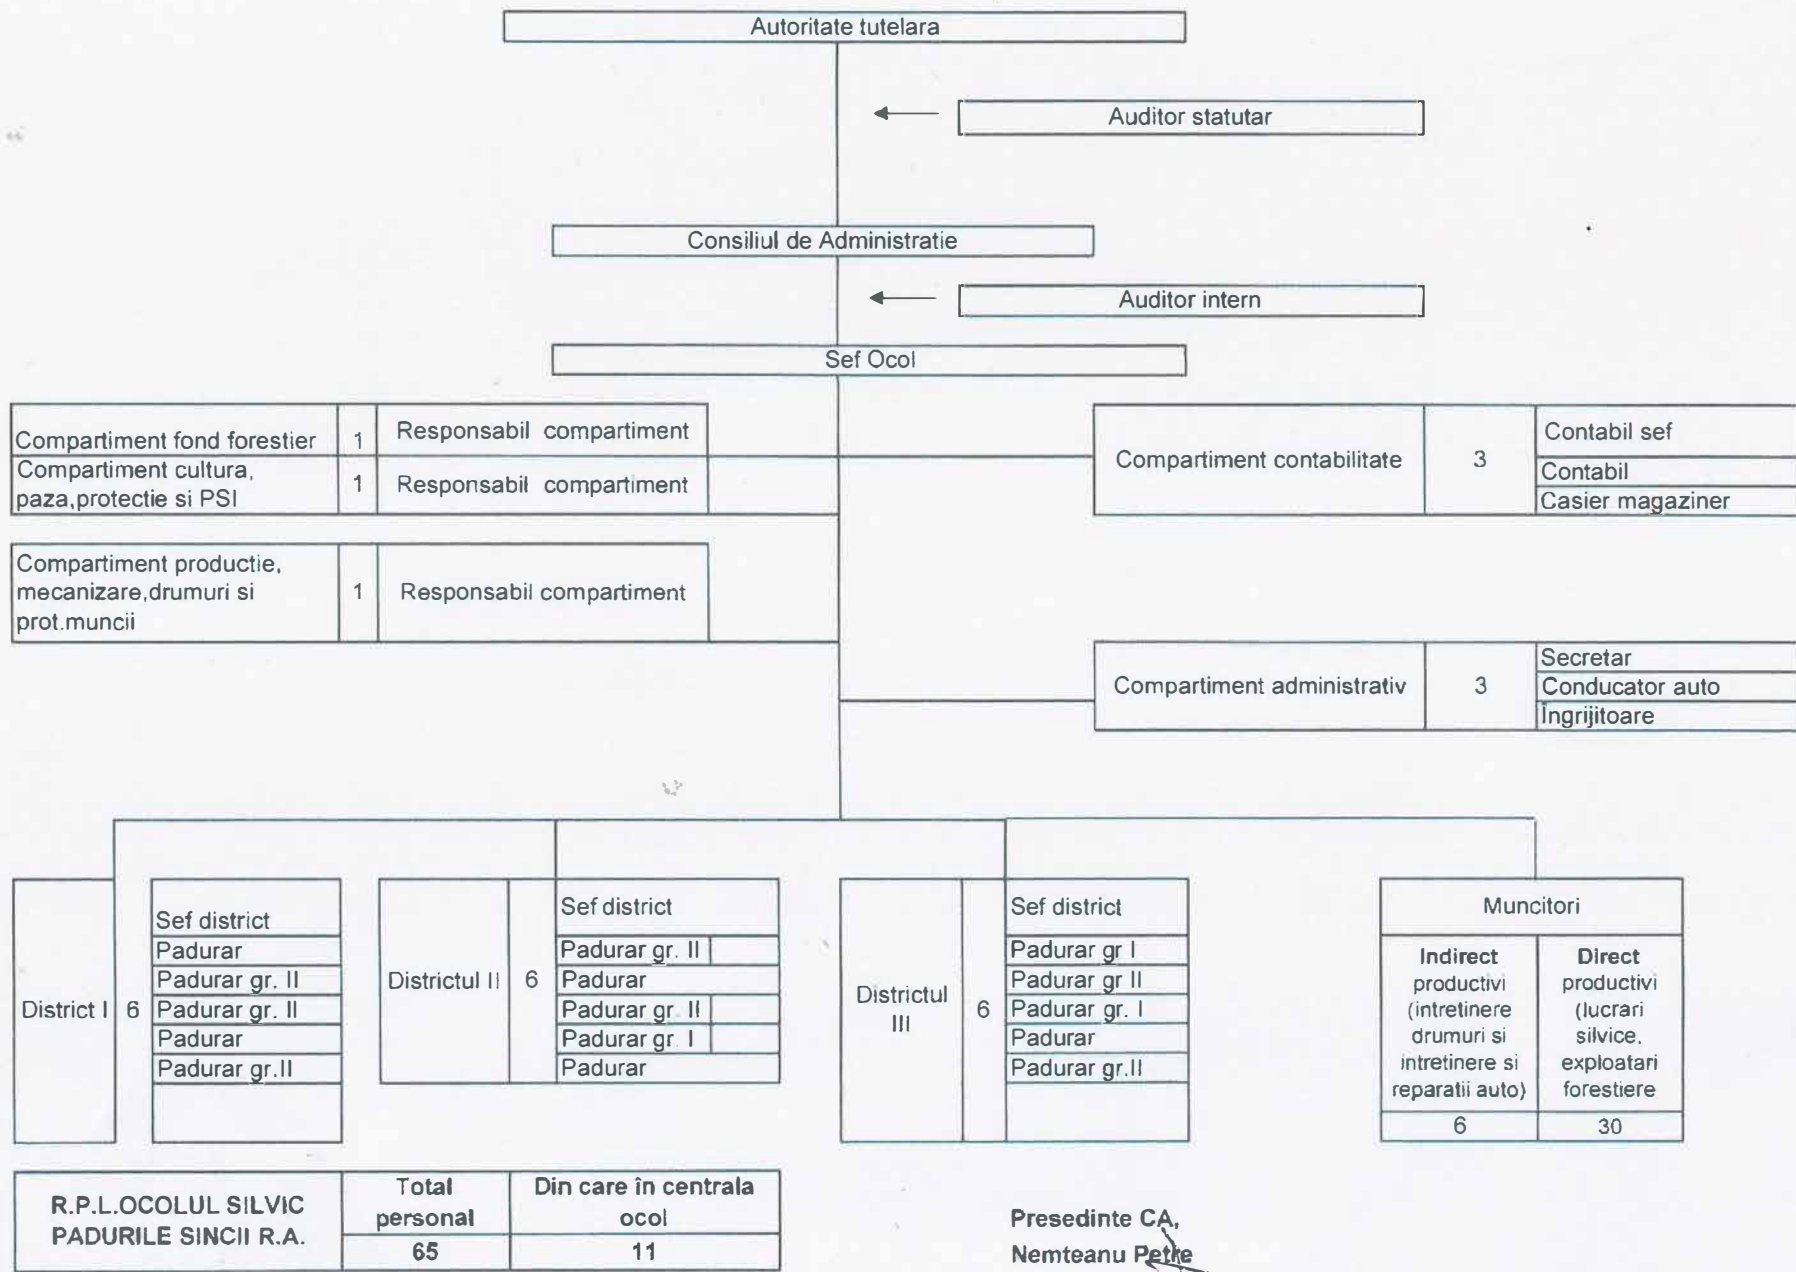 Autoritate tutelara
Auditor statutar
Consiliul de Administratie
Auditor intern
Sef Ocol
Compartiment fond forestier 1 Responsabil compartiment
Compartiment cultura,
paza,protectie si PSI 1 Responsabil compartiment
Compartiment productie,
mecanizare,drumuri si
prot.muncii
1 Responsabil compartiment
Compartiment contabilitate 3
Contabil sef
Contabil
Casier magaziner
Compartiment administrativ 3
Secretar
Conducator auto
Îngrijitoare
District I 6
Sef district
Padurar
Padurar gr. II
Padurar gr. II
Padurar
Padurar gr.II
Districtul II 6
Sef district
Padurar gr. II
Padurar
Padurar gr. II
Padurar gr. I
Padurar
Districtul
III
6
Sef district
Padurar gr I
Padurar gr II
Padurar gr. I
Padurar
Padurar gr.II
Muncitori
Indirect
productivi
(intretinere
drumuri si
intretinere si
reparatii auto)
6
Direct
productivi
(lucrari
silvice,
exploatari
forestiere
30
R.P.L.OCOLUL SILVIC
PADURILE SINCII R.A.
Total
personal
65
Din care în centrala
ocol
11
Presedinte CA,
Nemteanu Petre